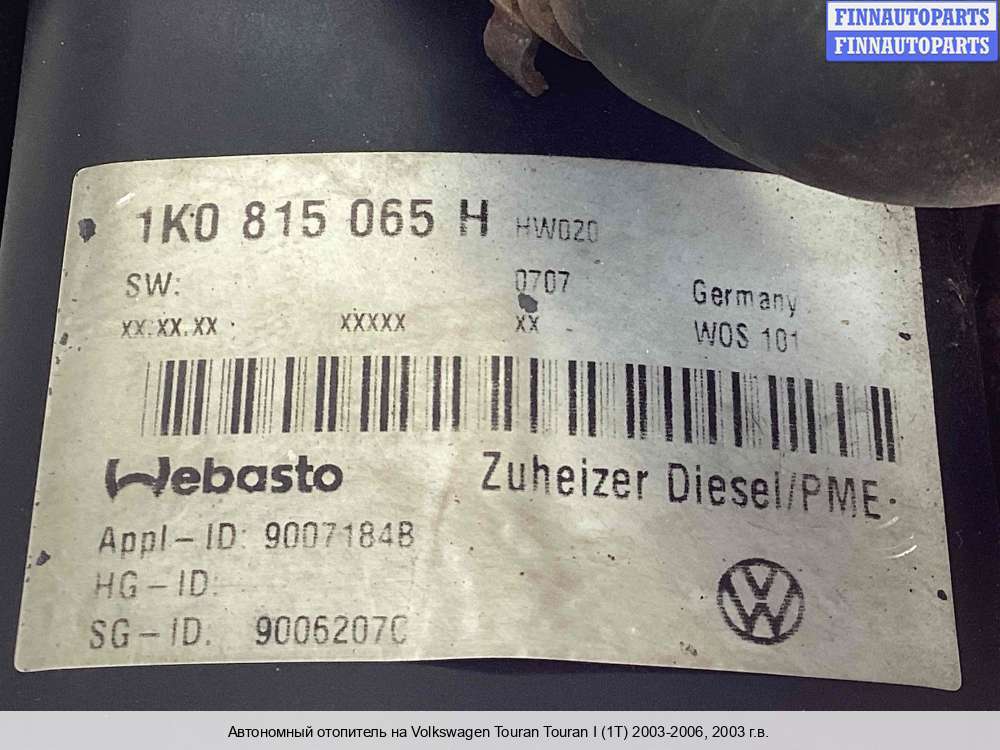 FINNAUTOPARTS
FINNAUTOPARTS
1K0 815 065 H HW020
SW: 0707 Germany
XX.XX.XX XXXXX XX WOS 101
Webasto Zuheizer Diesel/PME
Appl-ID: 9007184B
HG-ID:
SG-ID: 9006207C
Автономный отопитель на Volkswagen Touran Touran I (1T) 2003-2006, 2003 г.в.